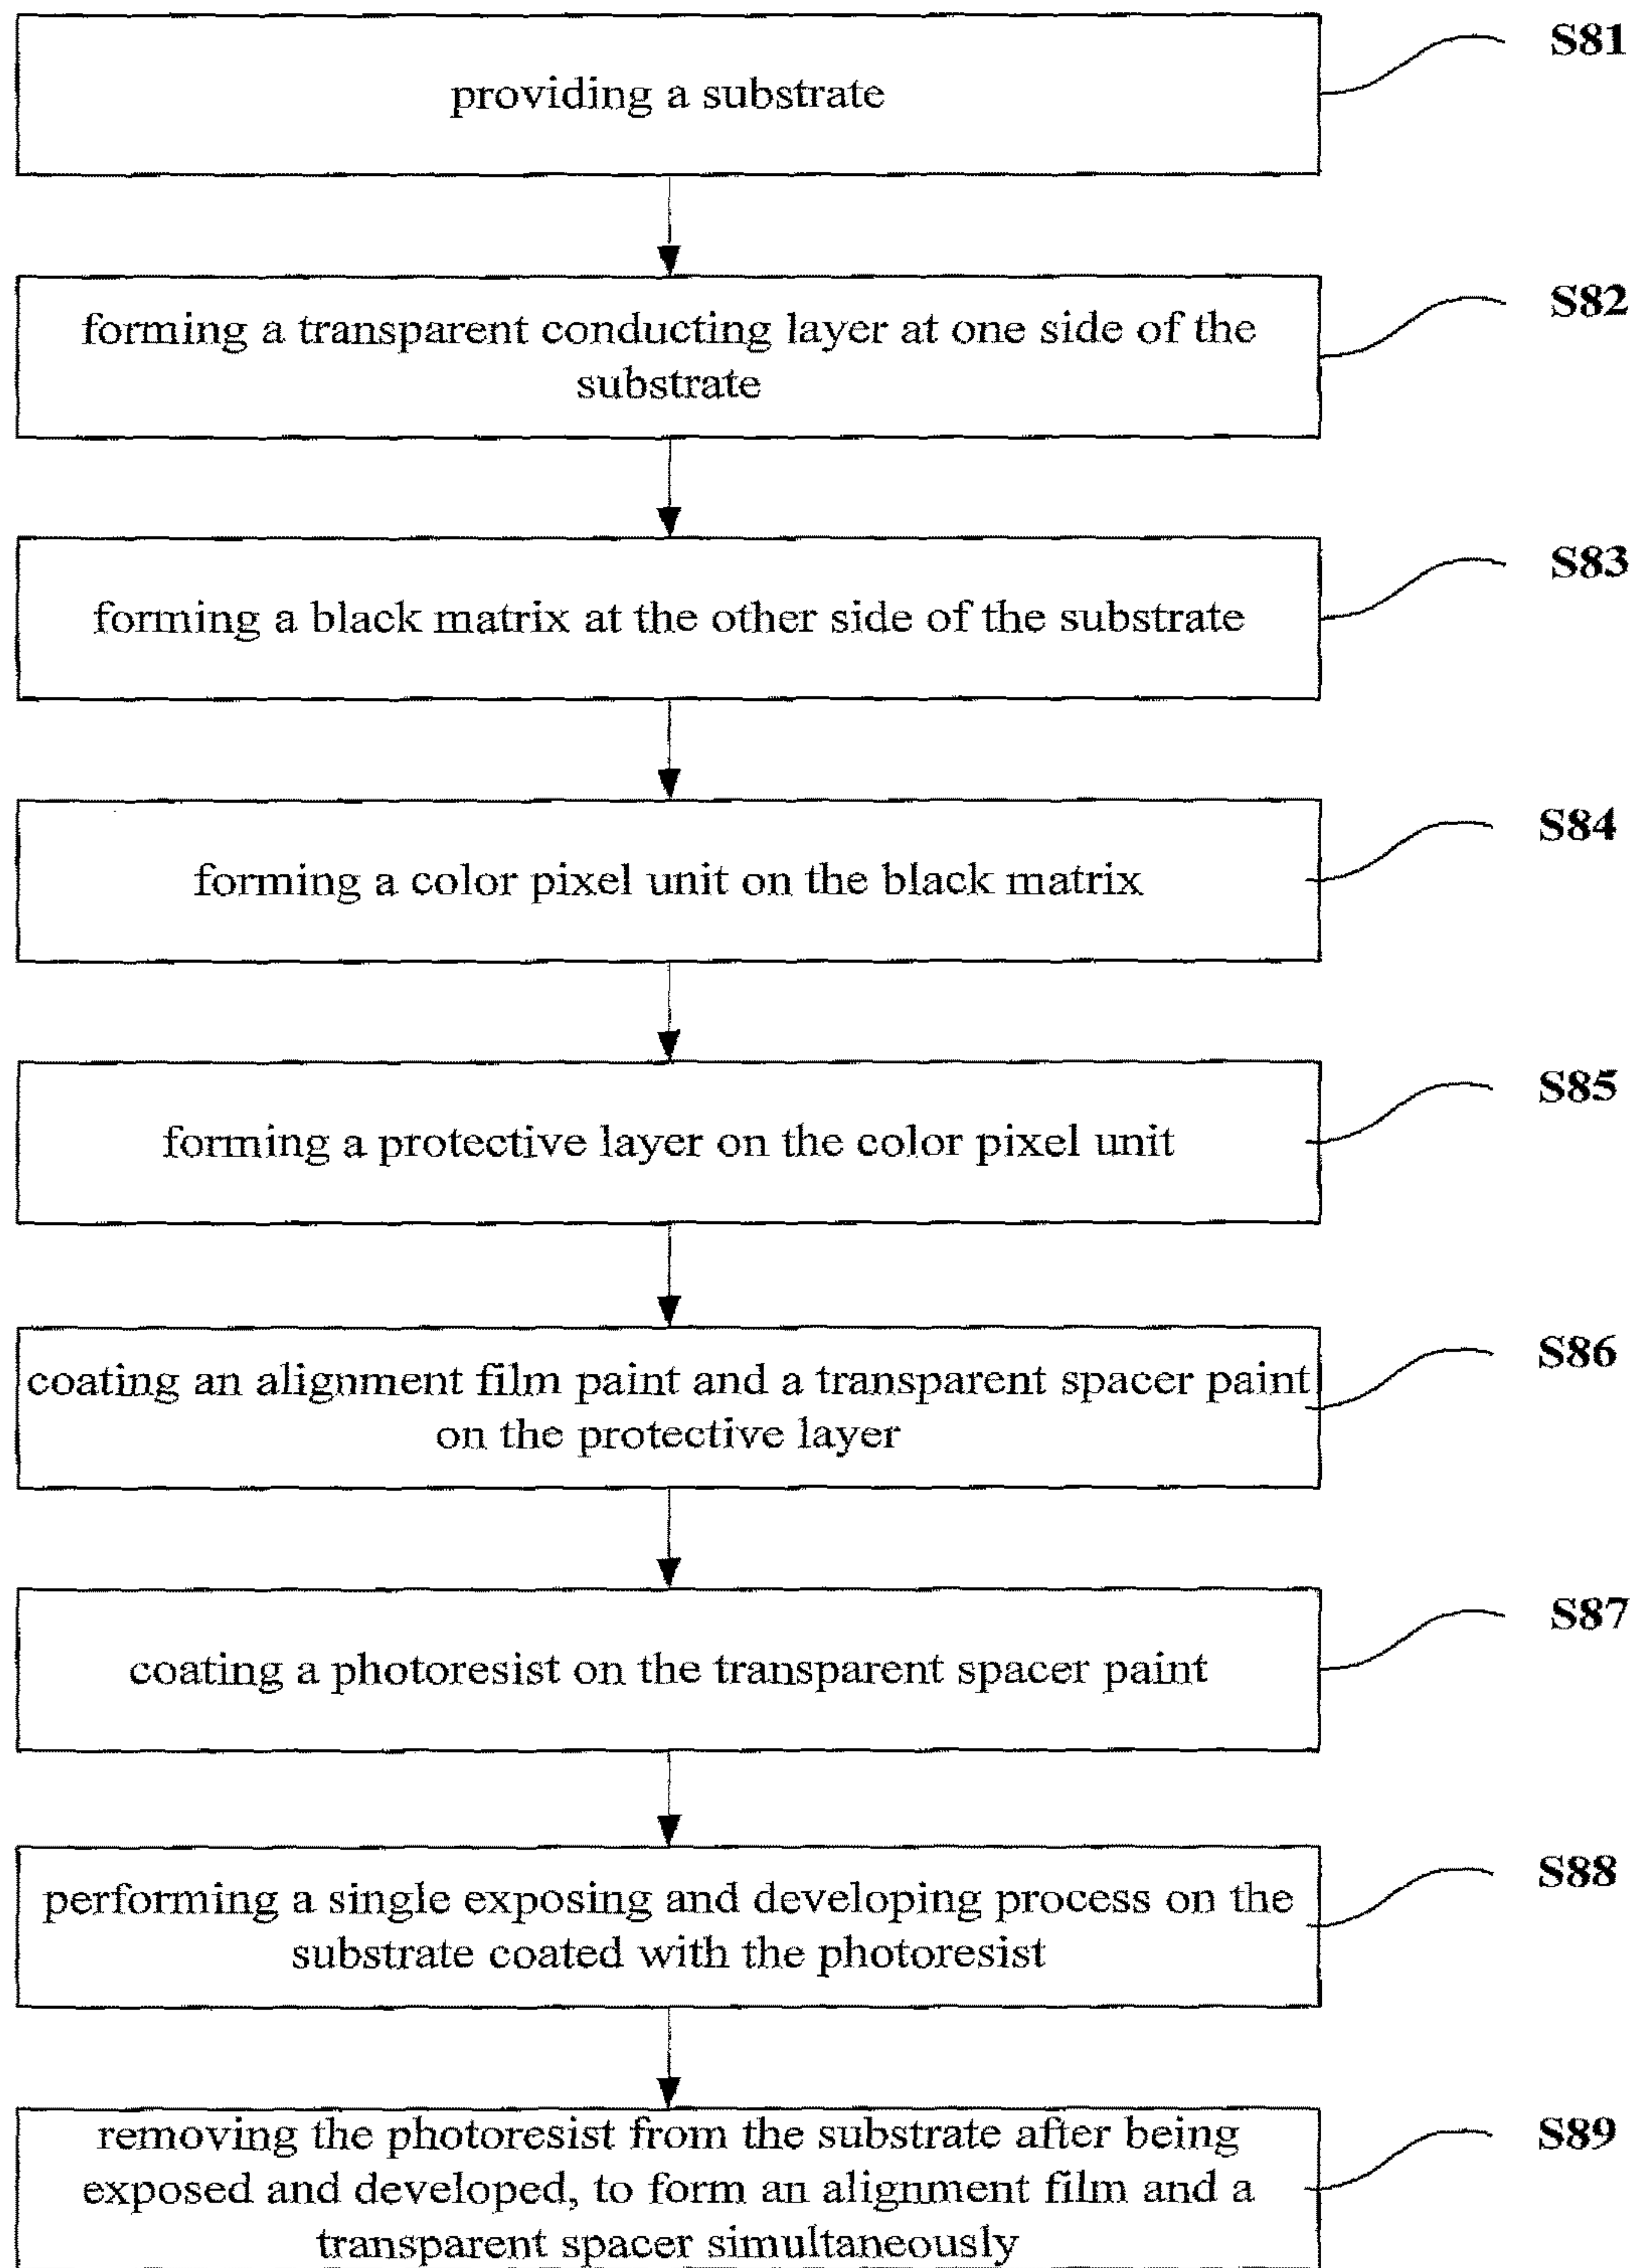 S81
providing a substrate
S82
forming a transparent conducting layer at one side of the
substrate
S83
forming a black matrix at the other side of the substrate
S84
forming a color pixel unit on the black matrix
S85
forming a protective layer on the color pixel unit
S86
coating an alignment film paint and a transparent spacer paint
on the protective layer
S87
coating a photoresist on the transparent spacer paint
S88
performing a single exposing and developing process on the
substrate coated with the photoresist
S89
removing the photoresist from the substrate after being
exposed and developed, to form an alignment film and a
transparent spacer simultaneously